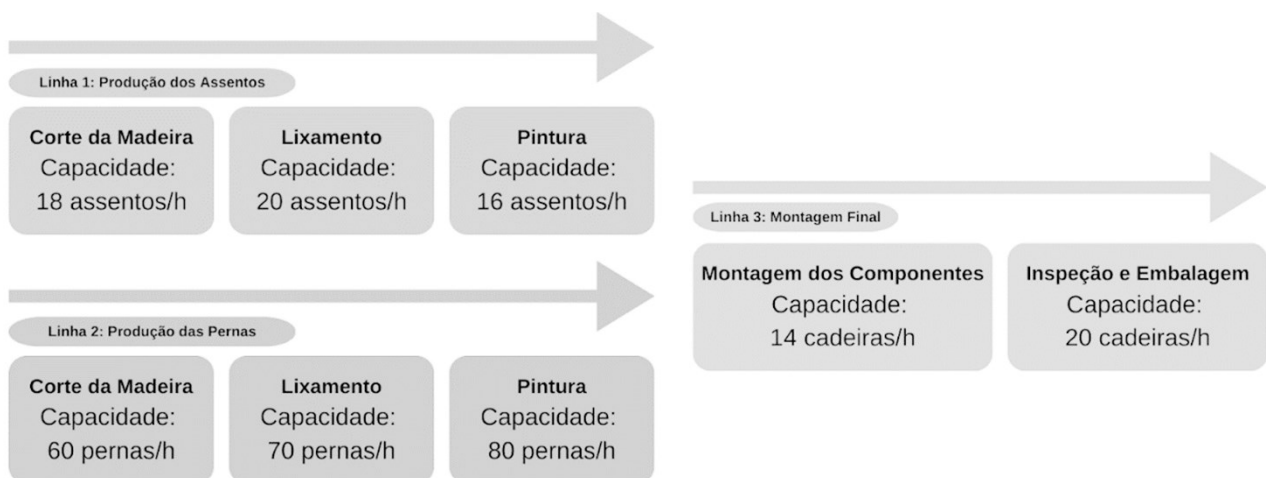 Linha 1: Produção dos Assentos
Corte da Madeira
Capacidade:
18 assentos/h
Lixamento
Capacidade:
20 assentos/h
Pintura
Capacidade:
16 assentos/h
Linha 2: Produção das Pernas
Corte da Madeira
Capacidade:
60 pernas/h
Lixamento
Capacidade:
70 pernas/h
Pintura
Capacidade:
80 pernas/h
Linha 3: Montagem Final
Montagem dos Componentes
Capacidade:
14 cadeiras/h
Inspeção e Embalagem
Capacidade:
20 cadeiras/h